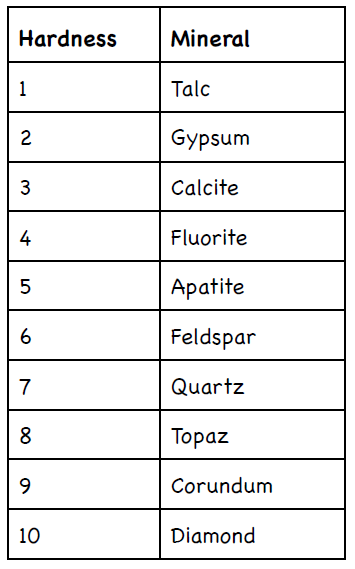 Hardness Mineral
1 Talc
2 Gypsum
3 Calcite
4 Fluorite
5 Apatite
6 Feldspar
7 Quartz
8 Topaz
9 Corundum
10 Diamond